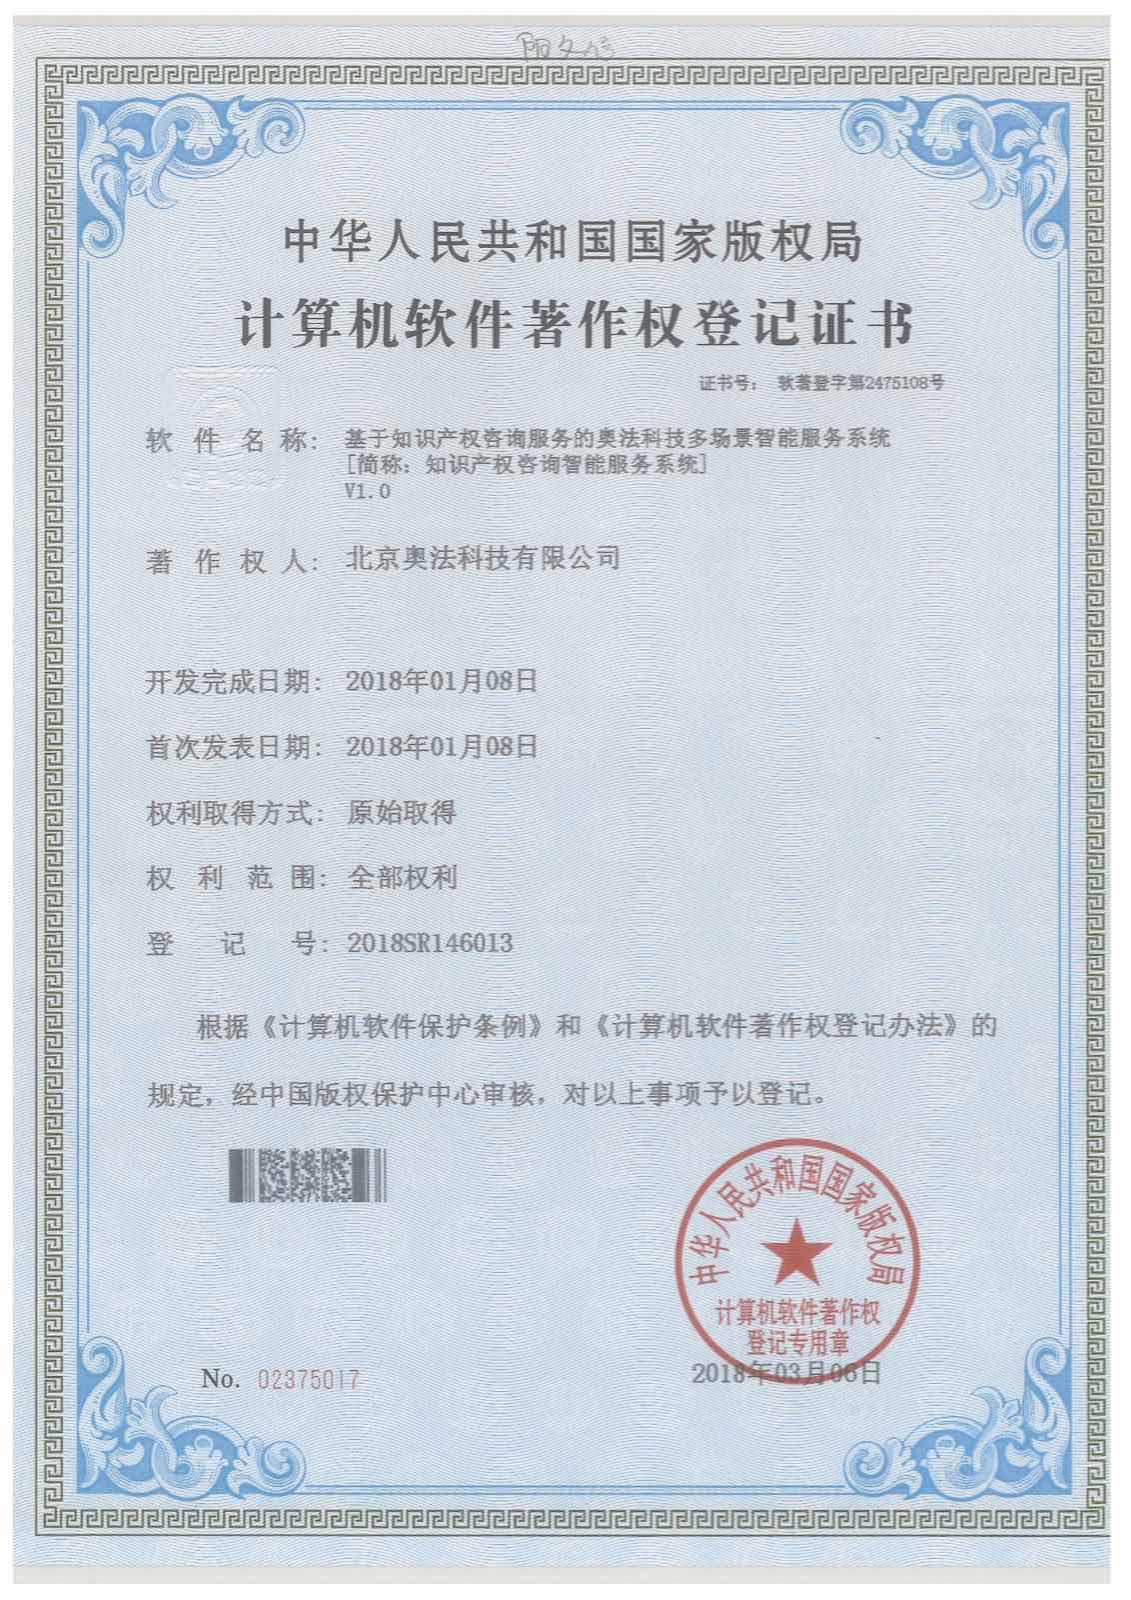 中华人民共和国国家版权局
计算机软件著作权登记证书
证书号： 软著登字第2475108号
软件名称： 基于知识产权咨询服务的奥法科技多场景智能服务系统
[简称：知识产权咨询智能服务系统]
V1.0
著作权人： 北京奥法科技有限公司
开发完成日期： 2018年01月08日
首次发表日期： 2018年01月08日
权利取得方式： 原始取得
权利范围： 全部权利
登记号： 2018SR146013
根据《计算机软件保护条例》和《计算机软件著作权登记办法》的
规定，经中国版权保护中心审核，对以上事项予以登记。
中华人民共和国国家版权局
计算机软件著作权
登记专用章
No. 02375017
2018年03月06日